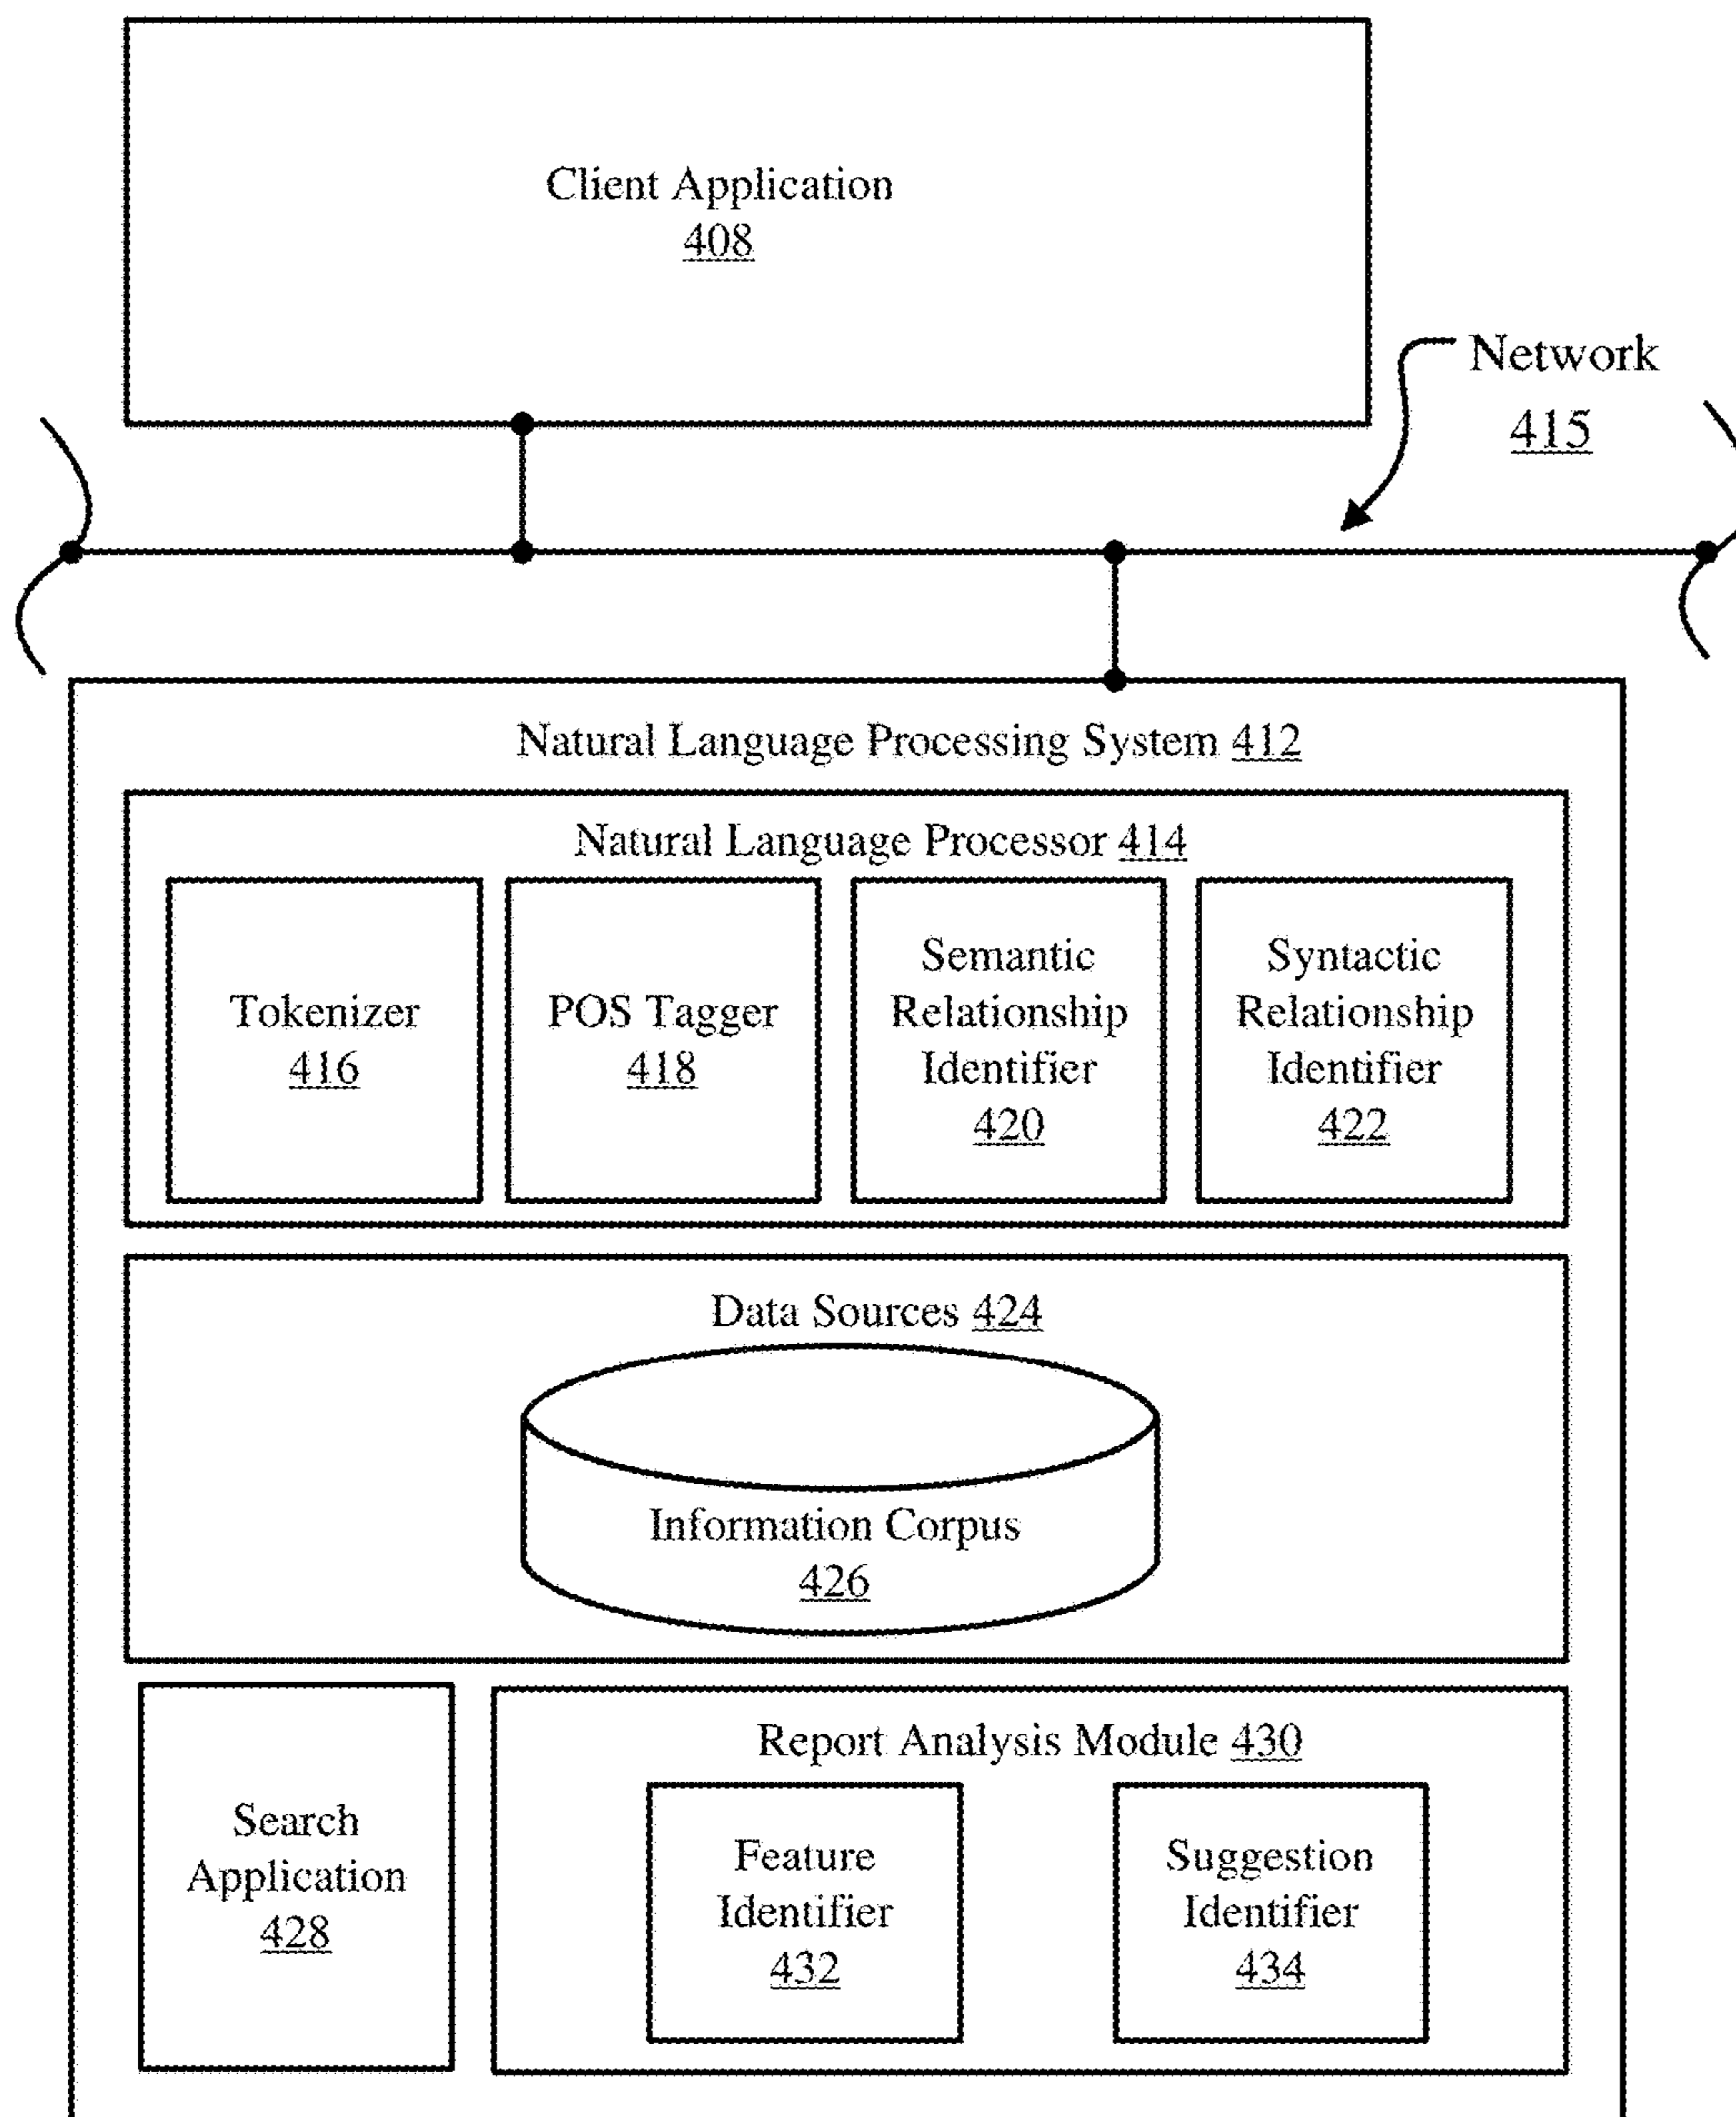 Client Application
408
Network
415
Natural Language Processing System 412
Natural Language Processor 414
Tokenizer
416
POS Tagger
418
Semantic
Relationship
Identifier
420
Syntactic
Relationship
Identifier
422
Data Sources 424
Information Corpus
426
Search
Application
428
Report Analysis Module 430
Feature
Identifier
432
Suggestion
Identifier
434